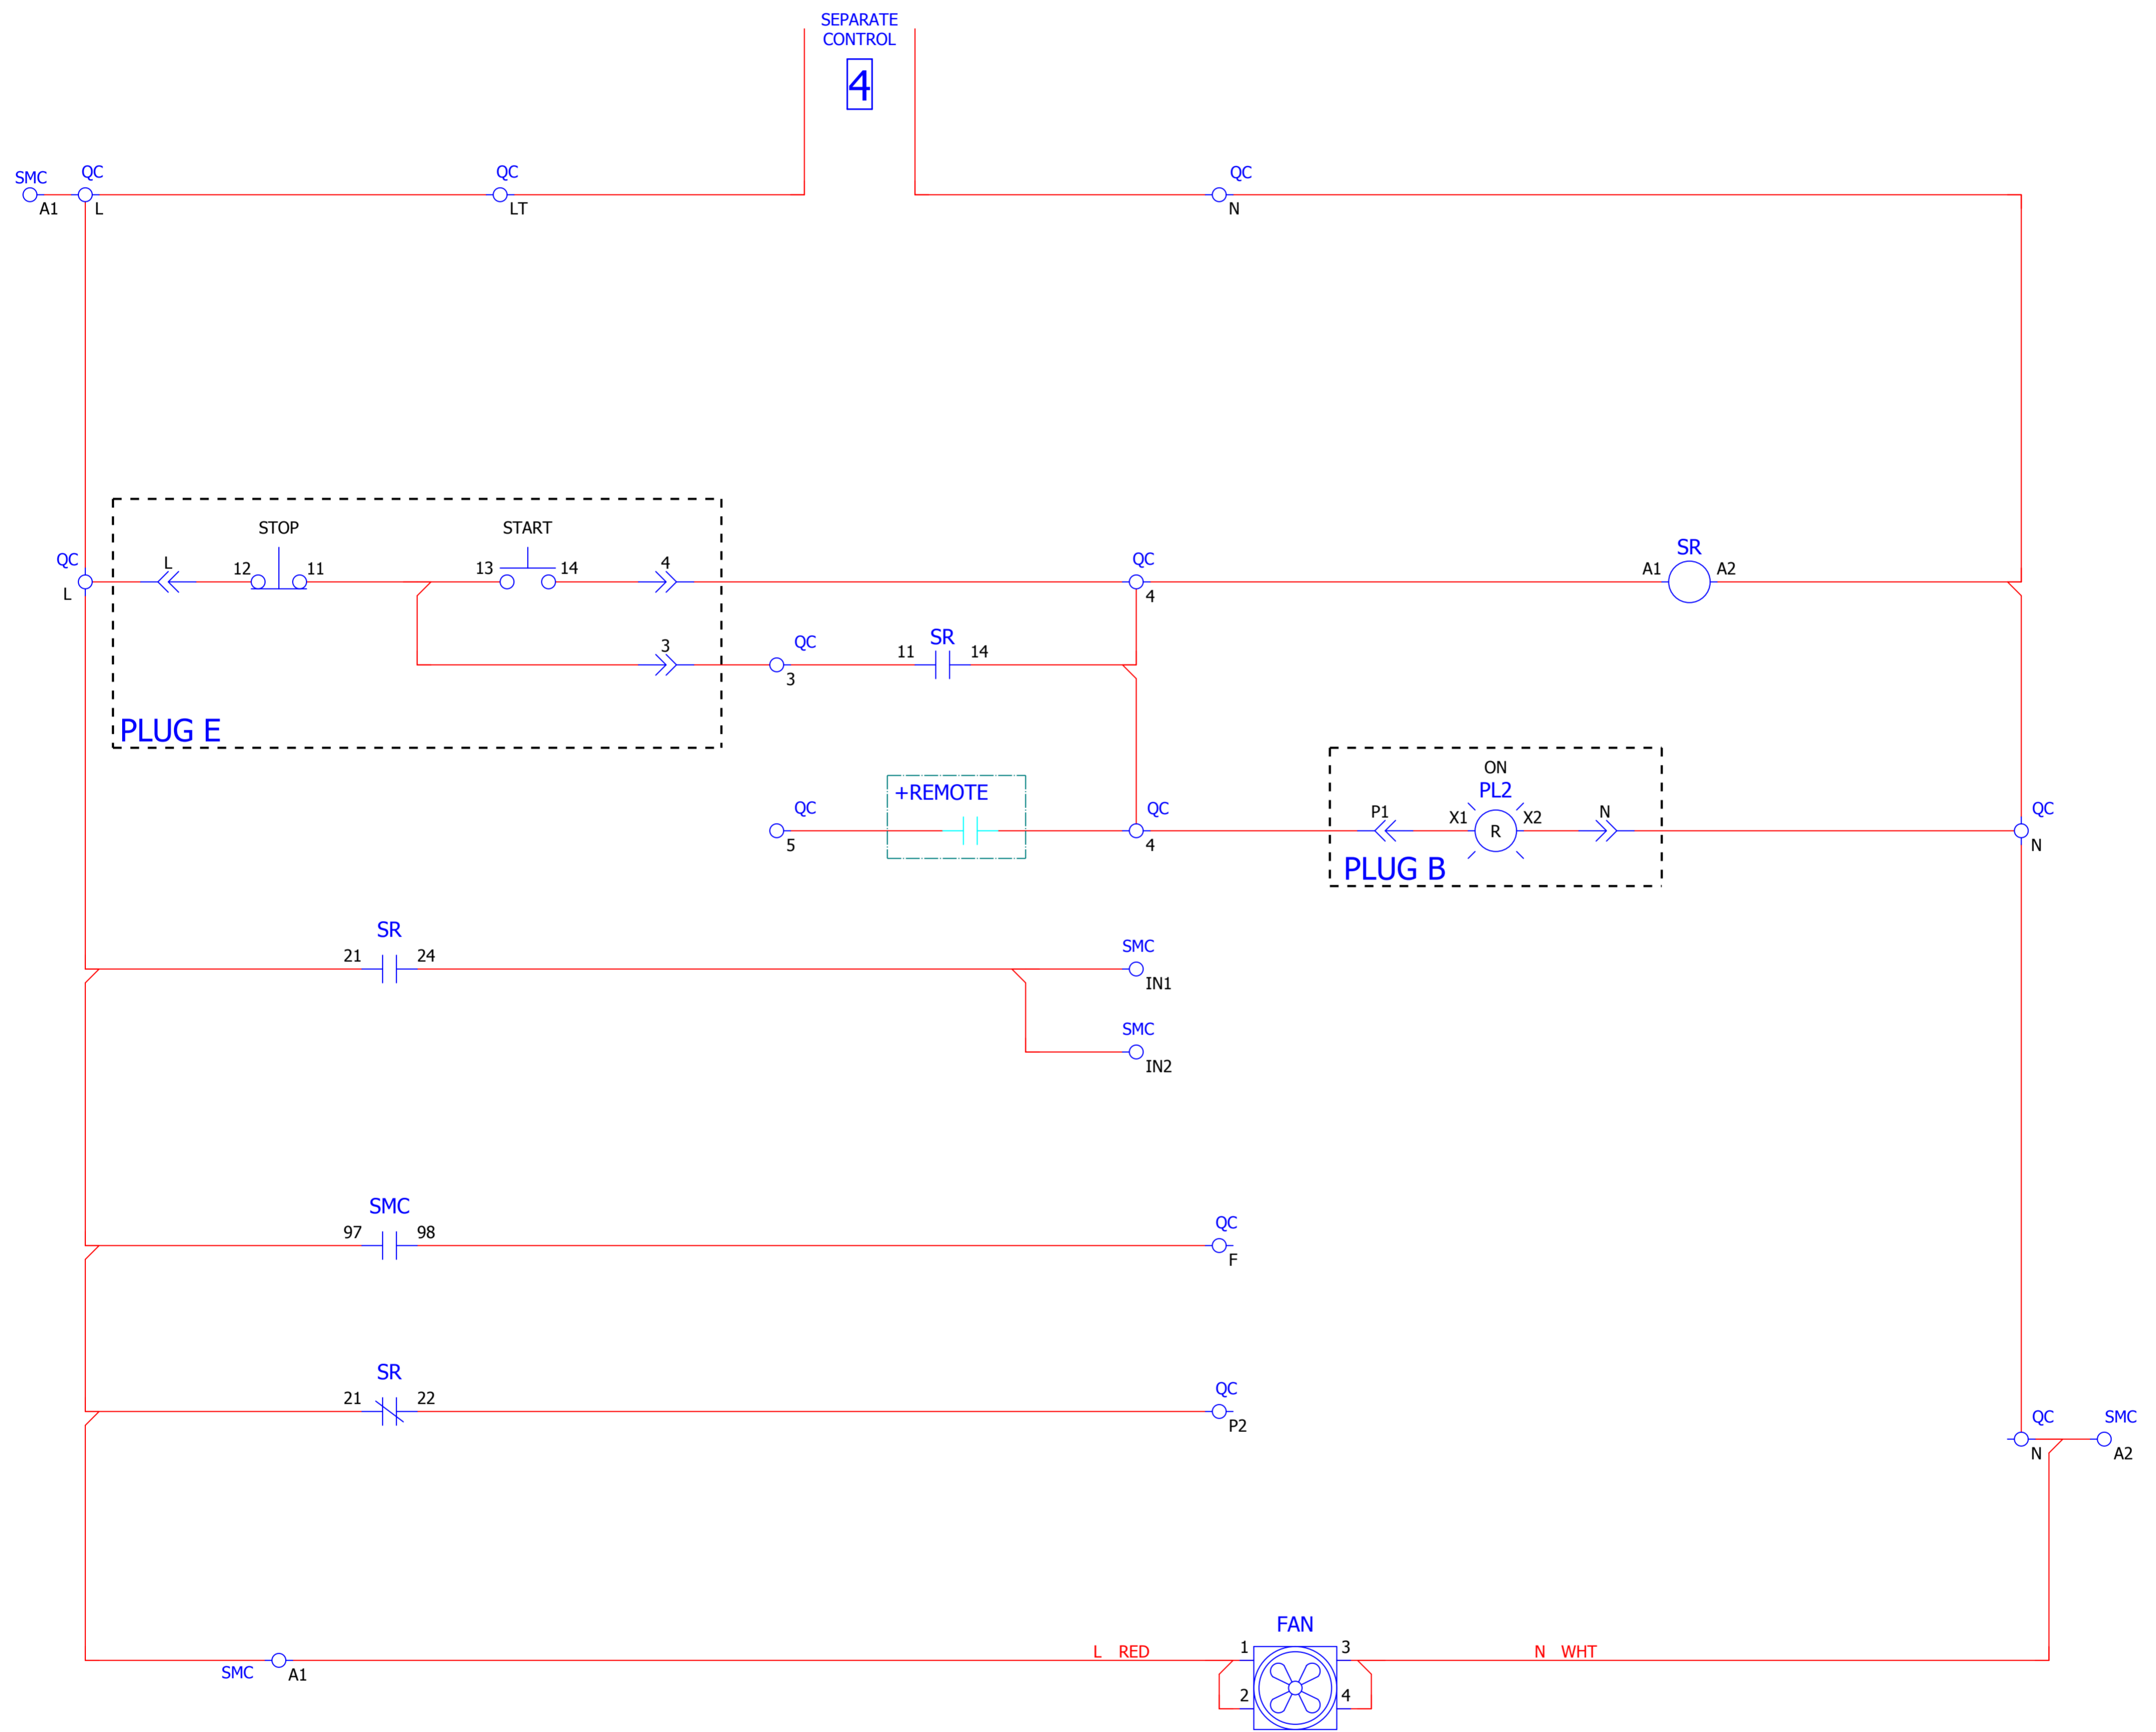 SEPARATE
CONTROL
4
SMC
A1
QC
L
QC
LT
QC
N
QC
L
L
STOP
12
11
START
13
14
4
3
PLUG E
QC
4
SR
A1
A2
QC
3
SR
11
14
QC
5
+REMOTE
QC
4
ON
PL2
P1
X1
R
X2
N
PLUG B
QC
N
SR
21
24
SMC
IN1
SMC
IN2
SMC
97
98
QC
F
SR
21
22
QC
P2
QC
N
SMC
A2
SMC
A1
L RED
FAN
1
3
2
4
N WHT